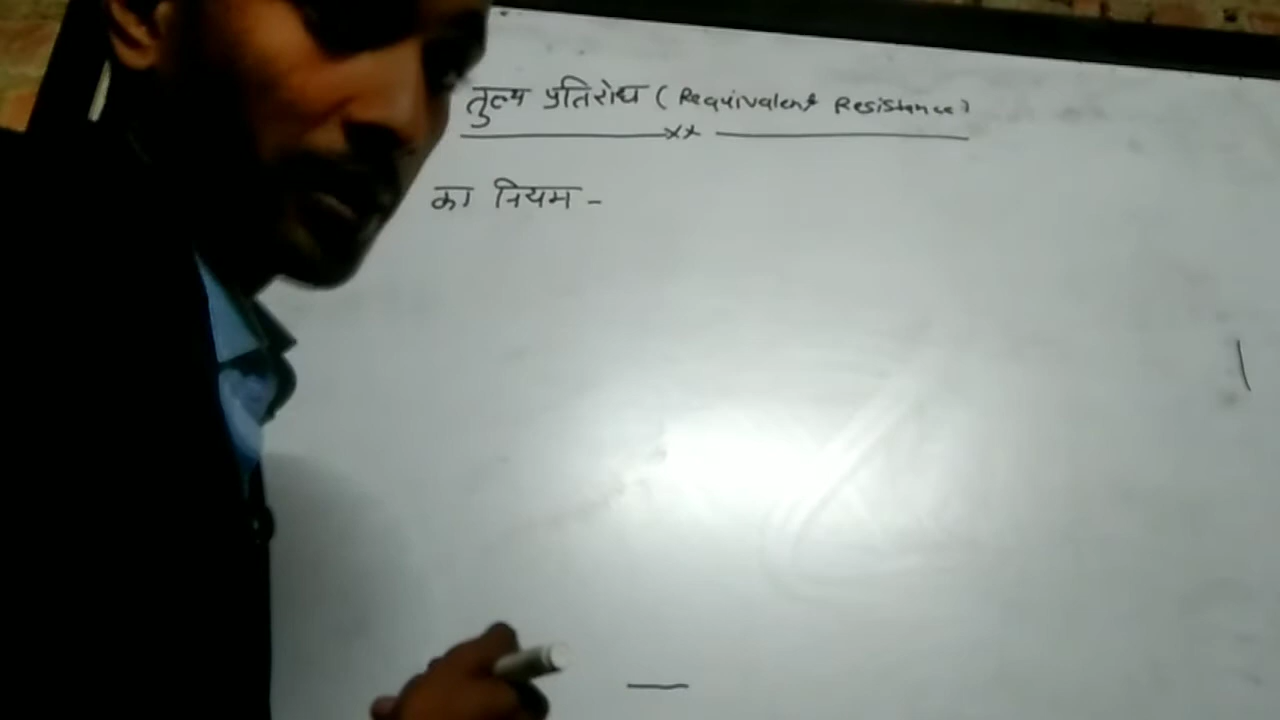 तुल्य प्रतिरोध ( Requivalent Resistance)
का नियम -